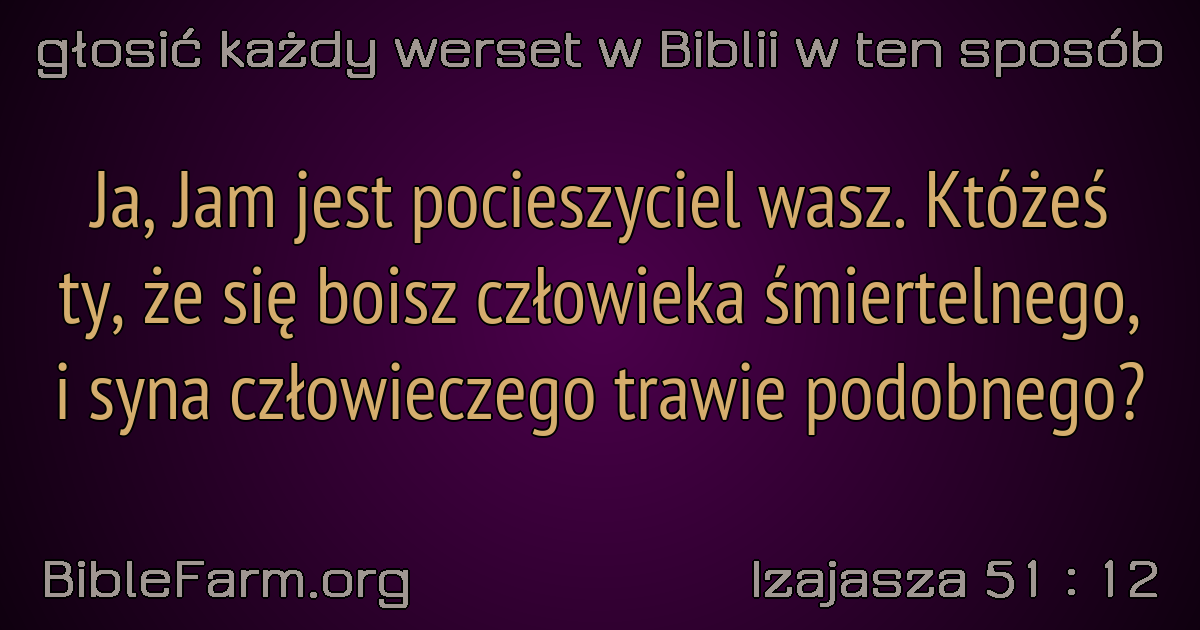 głosić każdy werset w Biblii w ten sposób
Ja, Jam jest pocieszyciel wasz. Któżeś
ty, że się boisz człowieka śmiertelnego,
i syna człowieczego trawie podobnego?
BibleFarm.org
Izajasza 51 : 12